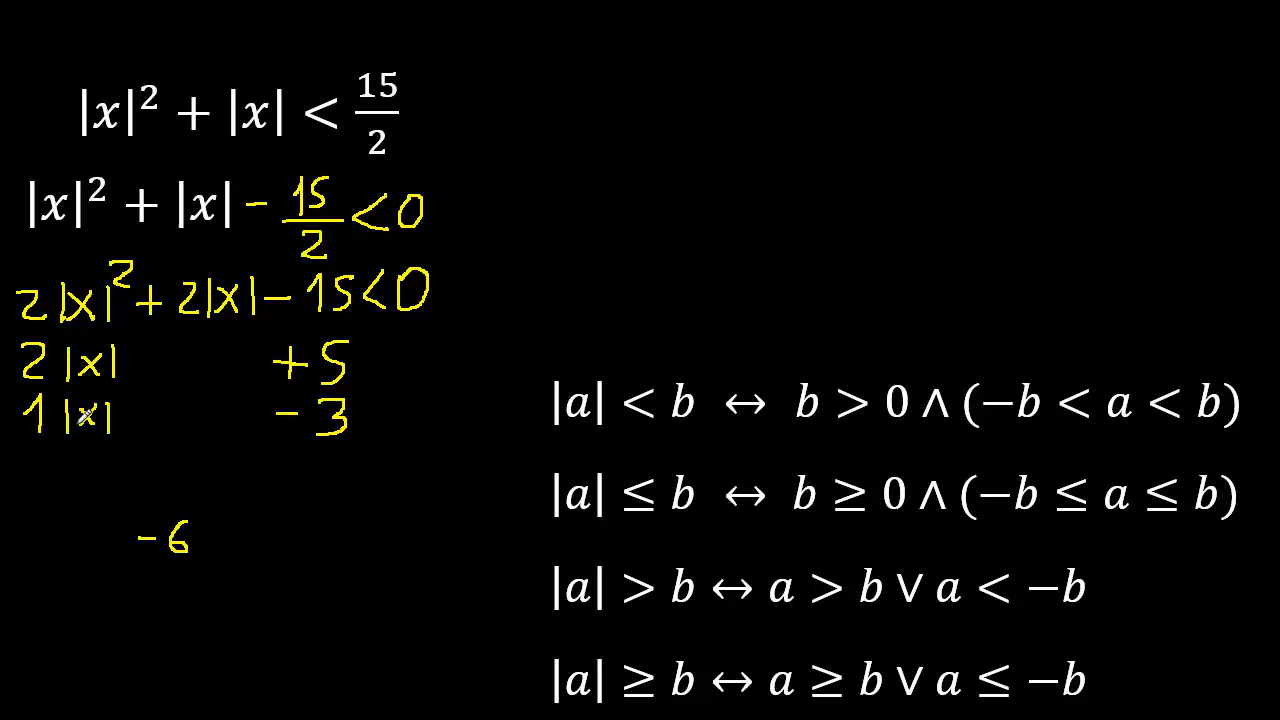 |x|² + |x| < 15/2
|x|² + |x| - 15/2 < 0
2|x|² + 2|x| - 15 < 0
2 |x| + 5
1 |x| - 3
- 6
|a| < b ↔ b > 0 ∧ (−b < a < b)
|a| ≤ b ↔ b ≥ 0 ∧ (−b ≤ a ≤ b)
|a| > b ↔ a > b ∨ a < −b
|a| ≥ b ↔ a ≥ b ∨ a ≤ −b